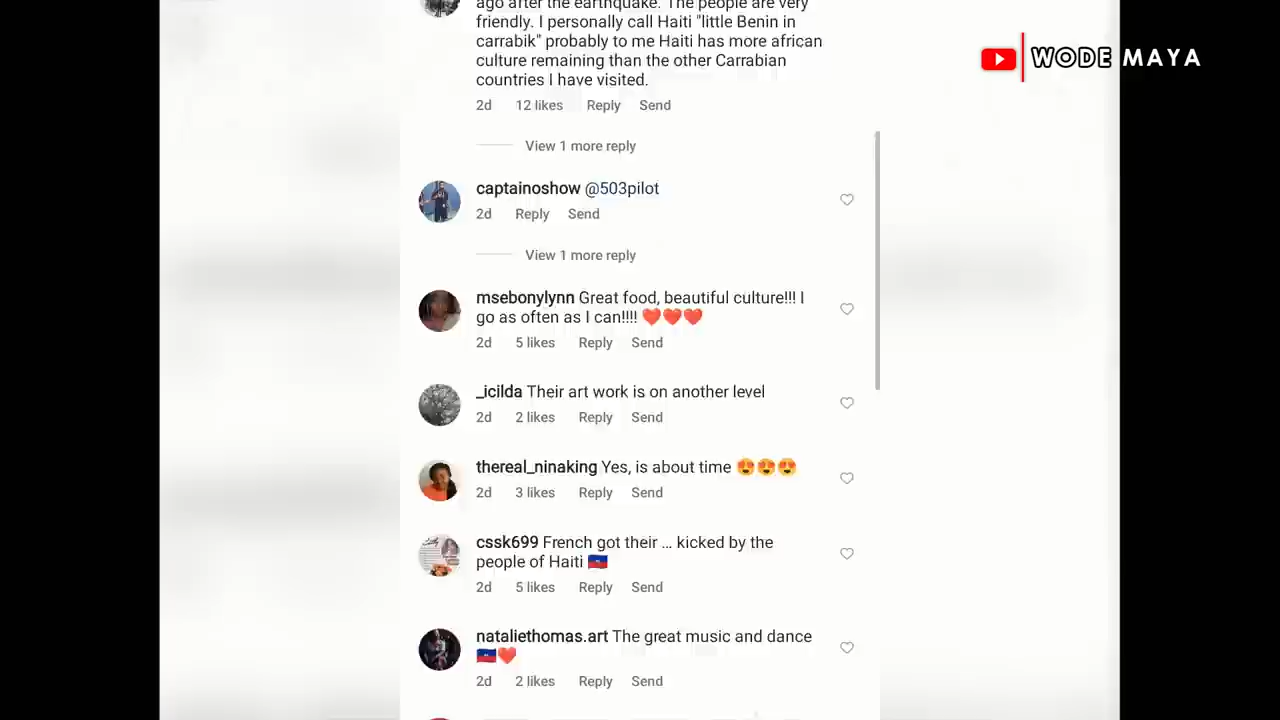 ago after the earthquake. The people are very
friendly. I personally call Haiti "little Benin in
carrabik" probably to me Haiti has more african
culture remaining than the other Carrabian
countries I have visited.
2d 12 likes Reply Send
View 1 more reply
captainoshow @503pilot
2d Reply Send
View 1 more reply
msebonylynn Great food, beautiful culture!!! I
go as often as I can!!!! ❤️❤️❤️
2d 5 likes Reply Send
_icilda Their art work is on another level
2d 2 likes Reply Send
thereal_ninaking Yes, is about time 😍😍😍
2d 3 likes Reply Send
cssk699 French got their ... kicked by the
people of Haiti 🇭🇹
2d 5 likes Reply Send
nataliethomas.art The great music and dance
🇭🇹❤️
2d 2 likes Reply Send
WODE MAYA